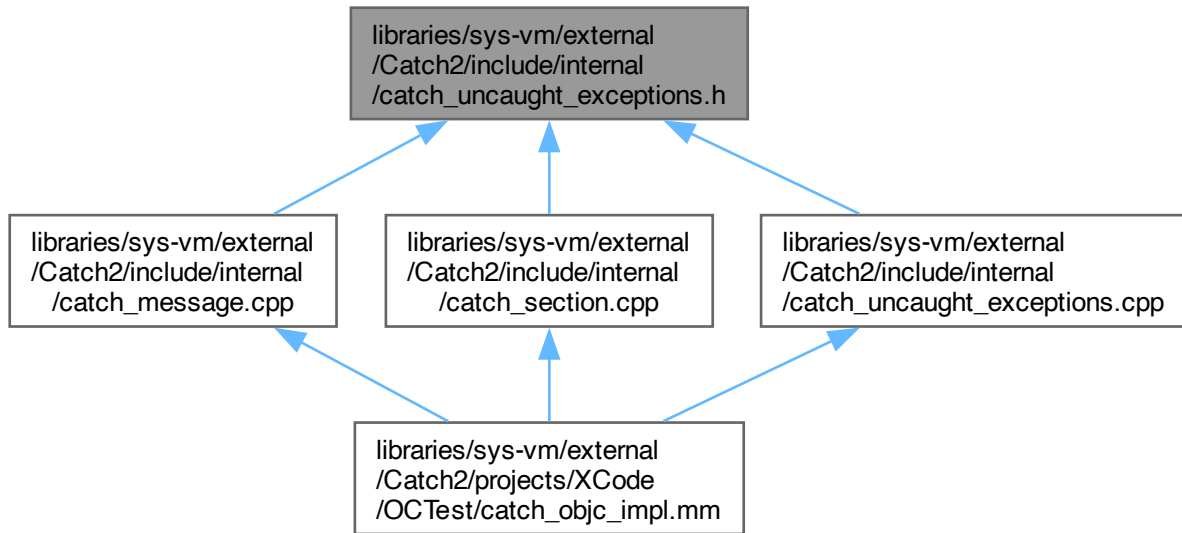 libraries/sys-vm/external
/Catch2/include/internal
/catch_uncaught_exceptions.h
libraries/sys-vm/external
/Catch2/include/internal
/catch_message.cpp
libraries/sys-vm/external
/Catch2/include/internal
/catch_section.cpp
libraries/sys-vm/external
/Catch2/include/internal
/catch_uncaught_exceptions.cpp
libraries/sys-vm/external
/Catch2/projects/XCode
/OCTest/catch_objc_impl.mm